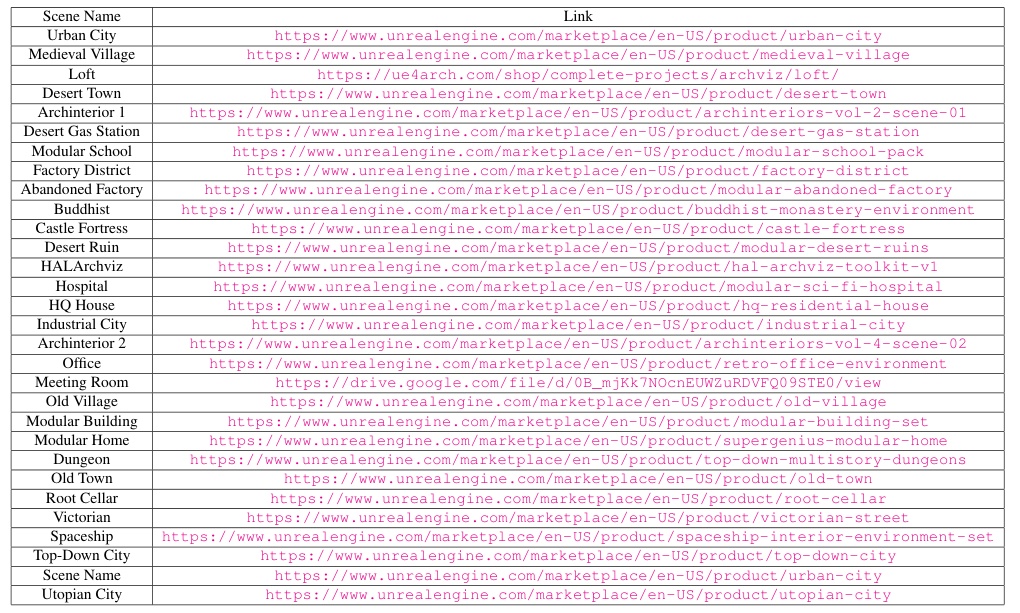 Scene Name Link
Urban City https://www.unrealengine.com/marketplace/en-US/product/urban-city
Medieval Village https://www.unrealengine.com/marketplace/en-US/product/medieval-village
Loft https://ue4arch.com/shop/complete-projects/archviz/loft/
Desert Town https://www.unrealengine.com/marketplace/en-US/product/desert-town
Archinterior 1 https://www.unrealengine.com/marketplace/en-US/product/archinteriors-vol-2-scene-01
Desert Gas Station https://www.unrealengine.com/marketplace/en-US/product/desert-gas-station
Modular School https://www.unrealengine.com/marketplace/en-US/product/modular-school-pack
Factory District https://www.unrealengine.com/marketplace/en-US/product/factory-district
Abandoned Factory https://www.unrealengine.com/marketplace/en-US/product/modular-abandoned-factory
Buddhist https://www.unrealengine.com/marketplace/en-US/product/buddhist-monastery-environment
Castle Fortress https://www.unrealengine.com/marketplace/en-US/product/castle-fortress
Desert Ruin https://www.unrealengine.com/marketplace/en-US/product/modular-desert-ruins
HALArchviz https://www.unrealengine.com/marketplace/en-US/product/hal-archviz-toolkit-v1
Hospital https://www.unrealengine.com/marketplace/en-US/product/modular-sci-fi-hospital
HQ House https://www.unrealengine.com/marketplace/en-US/product/hq-residential-house
Industrial City https://www.unrealengine.com/marketplace/en-US/product/industrial-city
Archinterior 2 https://www.unrealengine.com/marketplace/en-US/product/archinteriors-vol-4-scene-02
Office https://www.unrealengine.com/marketplace/en-US/product/retro-office-environment
Meeting Room https://drive.google.com/file/d/0B_mjKk7NOcnEUWZuRDVFQ09STE0/view
Old Village https://www.unrealengine.com/marketplace/en-US/product/old-village
Modular Building https://www.unrealengine.com/marketplace/en-US/product/modular-building-set
Modular Home https://www.unrealengine.com/marketplace/en-US/product/supergenius-modular-home
Dungeon https://www.unrealengine.com/marketplace/en-US/product/top-down-multistory-dungeons
Old Town https://www.unrealengine.com/marketplace/en-US/product/old-town
Root Cellar https://www.unrealengine.com/marketplace/en-US/product/root-cellar
Victorian https://www.unrealengine.com/marketplace/en-US/product/victorian-street
Spaceship https://www.unrealengine.com/marketplace/en-US/product/spaceship-interior-environment-set
Top-Down City https://www.unrealengine.com/marketplace/en-US/product/top-down-city
Scene Name https://www.unrealengine.com/marketplace/en-US/product/urban-city
Utopian City https://www.unrealengine.com/marketplace/en-US/product/utopian-city